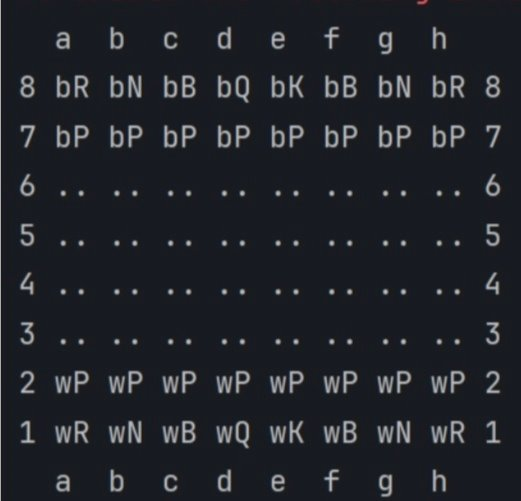 a b c d e f g h
8 bR bN bB bQ bK bB bN bR 8
7 bP bP bP bP bP bP bP bP 7
6 .. .. .. .. .. .. .. .. 6
5 .. .. .. .. .. .. .. .. 5
4 .. .. .. .. .. .. .. .. 4
3 .. .. .. .. .. .. .. .. 3
2 wP wP wP wP wP wP wP wP 2
1 wR wN wB wQ wK wB wN wR 1
a b c d e f g h